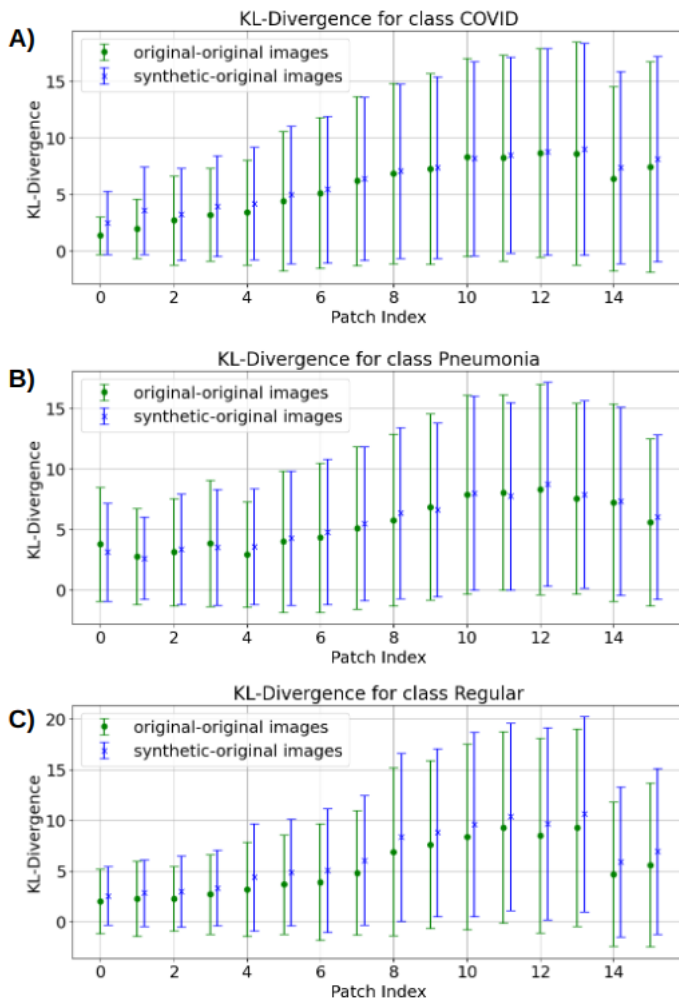 A)
KL-Divergence for class COVID
original-original images
synthetic-original images
KL-Divergence
15
10
5
0
0 2 4 6 8 10 12 14
Patch Index
B)
KL-Divergence for class Pneumonia
original-original images
synthetic-original images
KL-Divergence
15
10
5
0
0 2 4 6 8 10 12 14
Patch Index
C)
KL-Divergence for class Regular
original-original images
synthetic-original images
KL-Divergence
20
15
10
5
0
0 2 4 6 8 10 12 14
Patch Index